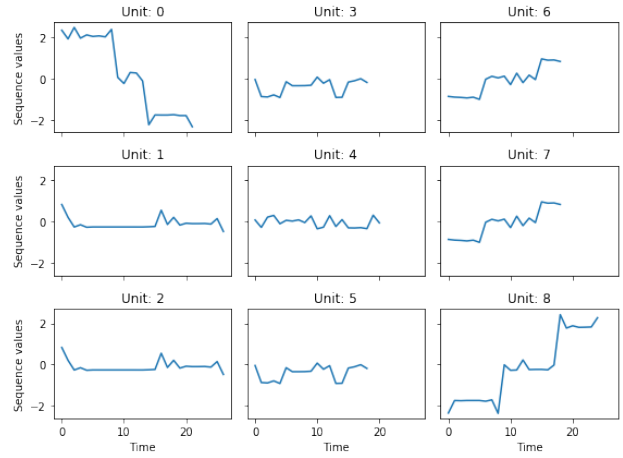 Unit: 0
Unit: 3
Unit: 6
Sequence values
2
0
−2
Unit: 1
Unit: 4
Unit: 7
Sequence values
2
0
−2
Unit: 2
Unit: 5
Unit: 8
Sequence values
2
0
−2
0 10 20
0 10 20
0 10 20
Time
Time
Time